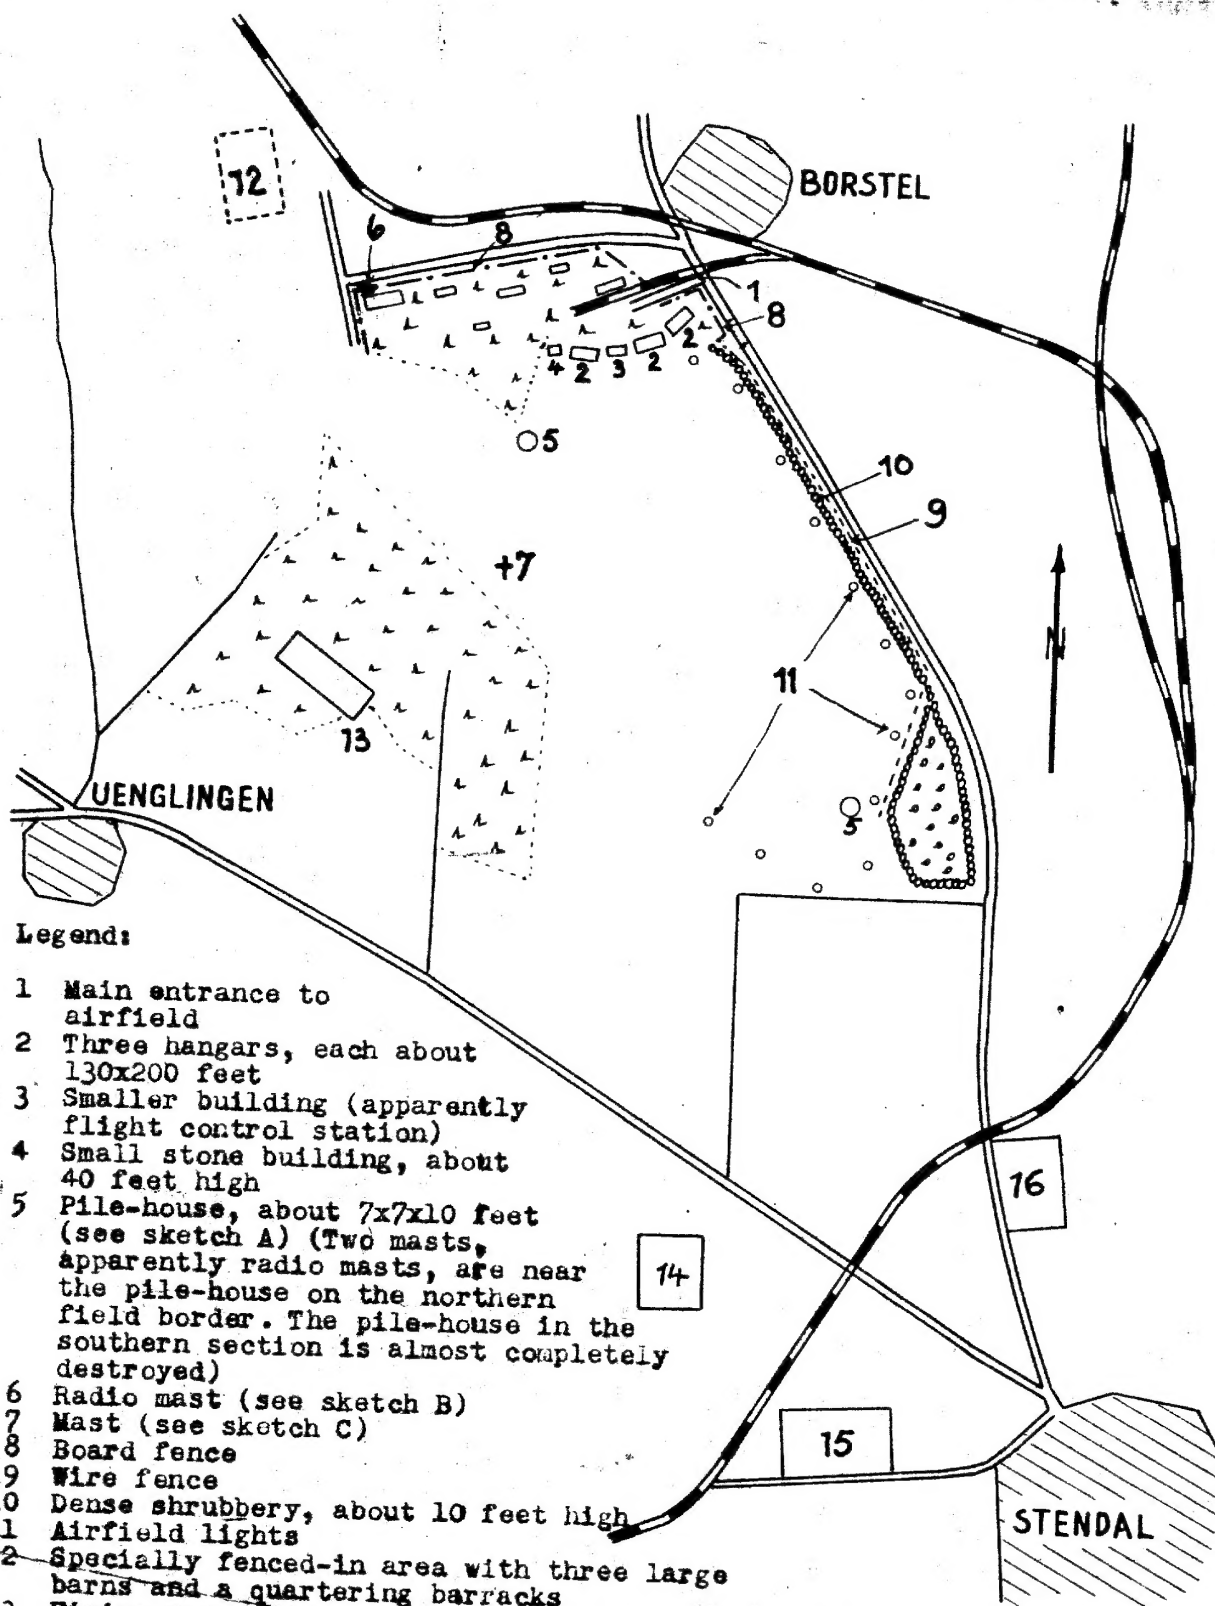 12
BORSTEL
6
8
1
8
4
2
3
2
2
5
10
9
+7
N
11
13
5
UENGLINGEN
Legend:
1 Main entrance to
airfield
2 Three hangars, each about
130x200 feet
3 Smaller building (apparently
flight control station)
4 Small stone building, about
40 feet high
5 Pile-house, about 7x7x10 feet
(see sketch A) (Two masts,
apparently radio masts, are near
the pile-house on the northern
field border. The pile-house in the
southern section is almost completely
destroyed)
6 Radio mast (see sketch B)
7 Mast (see sketch C)
8 Board fence
9 Wire fence
0 Dense shrubbery, about 10 feet high
1 Airfield lights
2 Specially fenced-in area with three large
barns and a quartering barracks
16
14
15
STENDAL